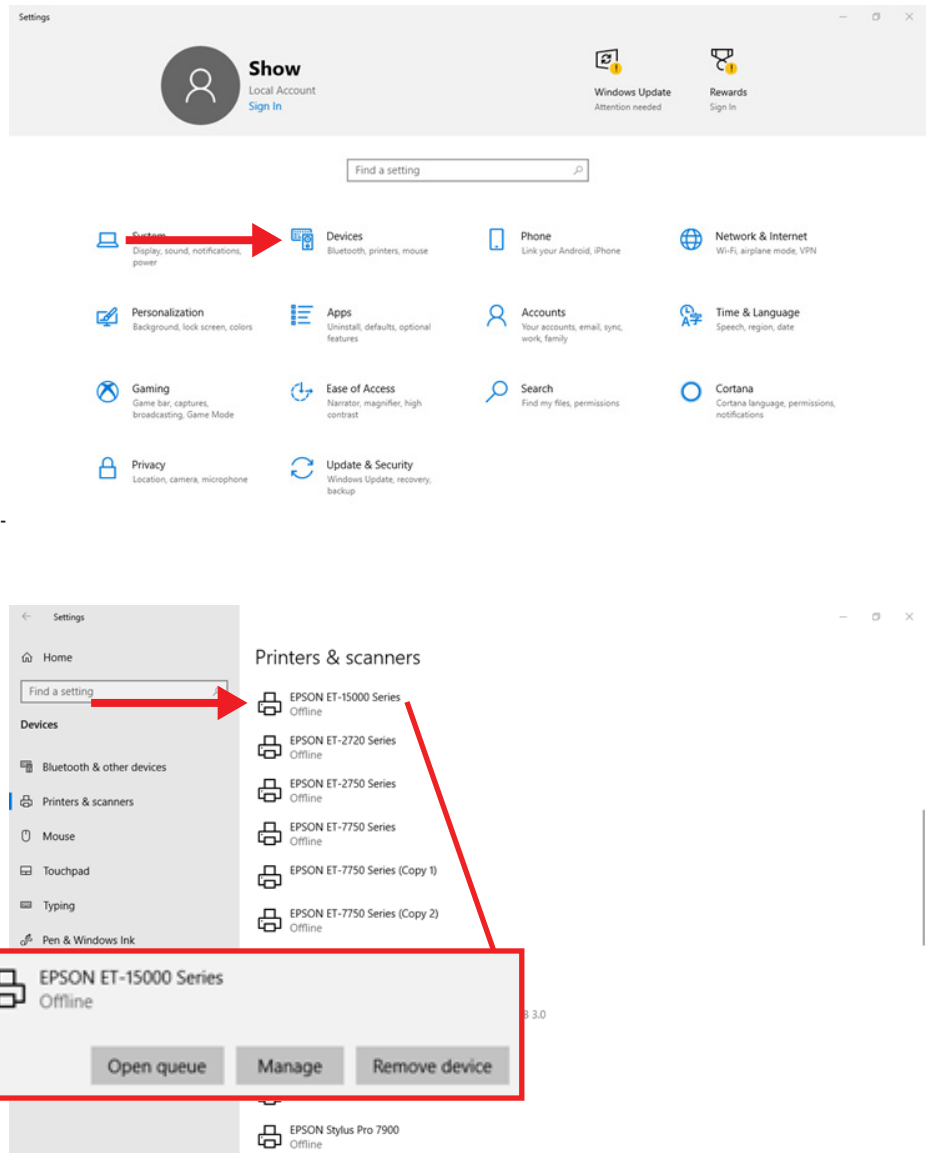 Settings
Show
Local Account
Sign In
Windows Update
Attention needed
Rewards
Sign In
Find a setting
System
Display, sound, notifications,
power
Devices
Bluetooth, printers, mouse
Phone
Link your Android, iPhone
Network & Internet
Wi-Fi, airplane mode, VPN
Personalization
Background, lock screen, colors
Apps
Uninstall, defaults, optional
features
Accounts
Your accounts, email, sync,
work, family
Time & Language
Speech, region, date
Gaming
Game bar, captures,
broadcasting, Game Mode
Ease of Access
Narrator, magnifier, high
contrast
Search
Find my files, permissions
Cortana
Cortana language, permissions,
notifications
Privacy
Location, camera, microphone
Update & Security
Windows Update, recovery,
backup
-
Settings
Home
Find a setting
Devices
Bluetooth & other devices
Printers & scanners
Mouse
Touchpad
Typing
Pen & Windows Ink
Printers & scanners
EPSON ET-15000 Series
Offline
EPSON ET-2720 Series
Offline
EPSON ET-2750 Series
Offline
EPSON ET-7750 Series
Offline
EPSON ET-7750 Series (Copy 1)
EPSON ET-7750 Series (Copy 2)
Offline
EPSON ET-15000 Series
Offline
3.0
Open queue
Manage
Remove device
EPSON Stylus Pro 7900
Offline